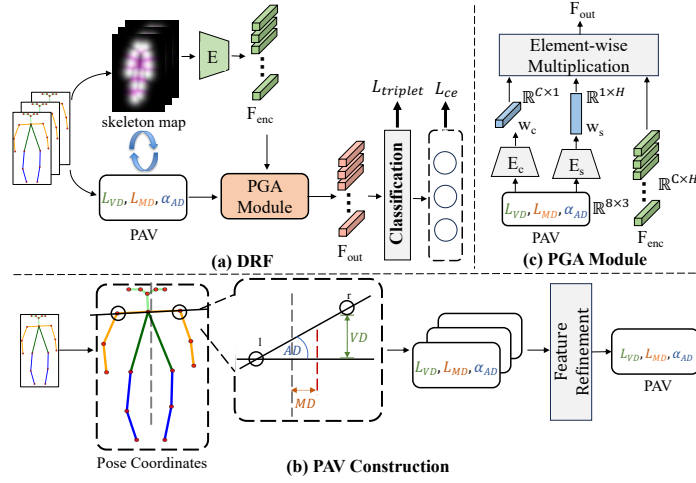 skeleton map
E
F_enc
L_VD, L_MD, α_AD
PAV
PGA
Module
F_out
L_triplet
L_ce
Classification
(a) DRF
F_out
Element-wise
Multiplication
ℝ^{C×1}
ℝ^{1×H}
w_c
w_s
E_c
E_s
ℝ^{C×H}
L_VD, L_MD, α_AD
ℝ^{8×3}
PAV
F_enc
(c) PGA Module
Pose Coordinates
l
r
AD
VD
MD
L_VD, L_MD, α_AD
Feature
Refinement
L_VD, L_MD, α_AD
PAV
(b) PAV Construction